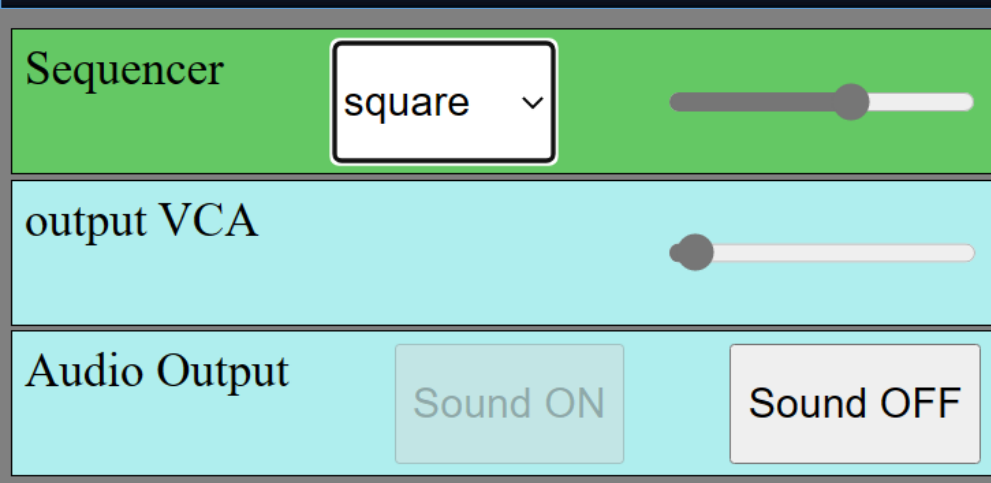 Sequencer
square
output VCA
Audio Output
Sound ON
Sound OFF